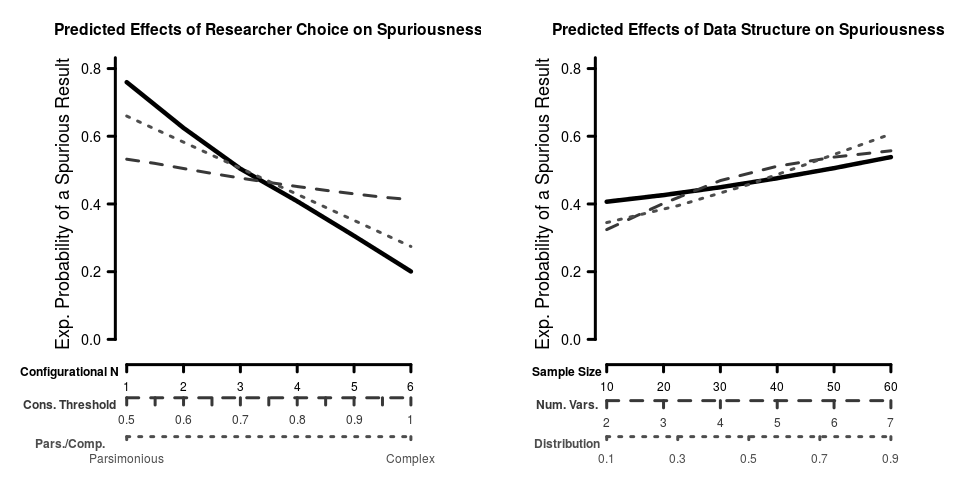 Predicted Effects of Researcher Choice on Spuriousness
Exp. Probability of a Spurious Result
0.8
0.6
0.4
0.2
0.0
Configurational N
1 2 3 4 5 6
Cons. Threshold
0.5 0.6 0.7 0.8 0.9 1
Pars./Comp.
Parsimonious Complex
Predicted Effects of Data Structure on Spuriousness
Exp. Probability of a Spurious Result
0.8
0.6
0.4
0.2
0.0
Sample Size
10 20 30 40 50 60
Num. Vars.
2 3 4 5 6 7
Distribution
0.1 0.3 0.5 0.7 0.9